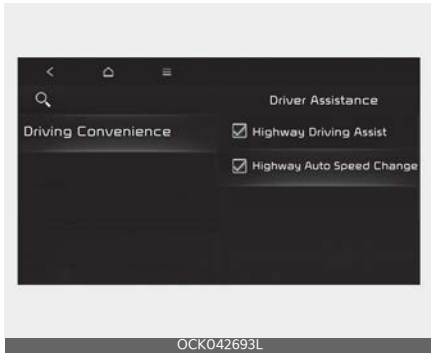 Driver Assistance
Driving Convenience
Highway Driving Assist
Highway Auto Speed Change
OCK042693L